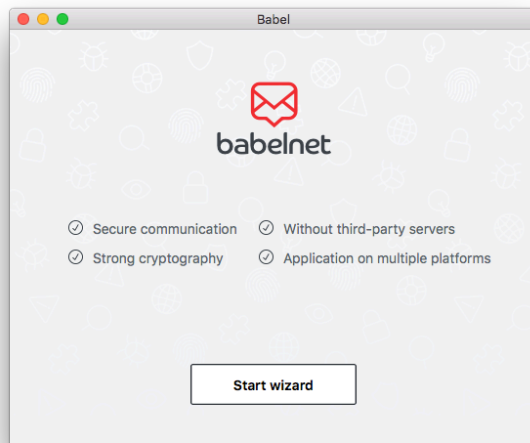 Babel
babelnet
Secure communication
Without third-party servers
Strong cryptography
Application on multiple platforms
Start wizard